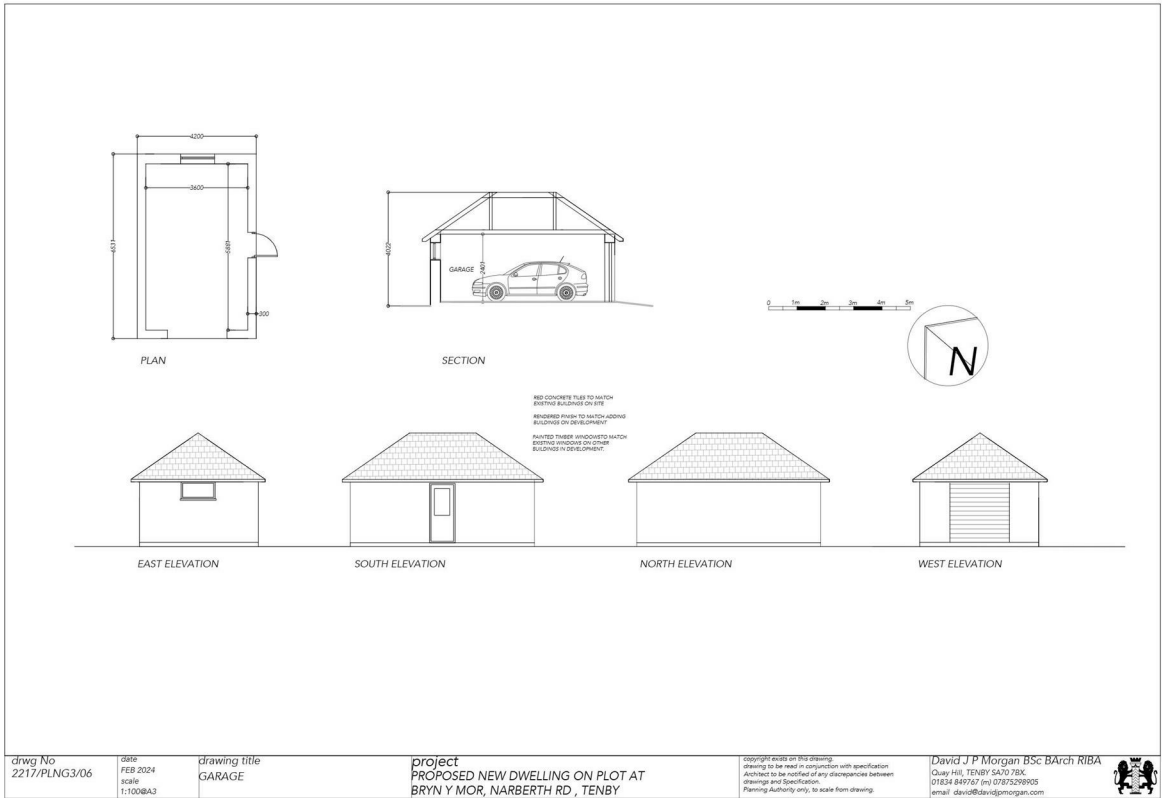 4200
3600
6531
5881
300
PLAN
4022
GARAGE
2401
SECTION
0 1m 2m 3m 4m 5m
N
RED CONCRETE TILES TO MATCH
EXISTING BUILDINGS ON SITE
RENDERED FINISH TO MATCH ADDING
BUILDINGS ON DEVELOPMENT
PAINTED TIMBER WINDOWSTO MATCH
EXISTING WINDOWS ON OTHER
BUILDINGS IN DEVELOPMENT.
EAST ELEVATION
SOUTH ELEVATION
NORTH ELEVATION
WEST ELEVATION
drwg No
2217/PLNG3/06
date
FEB 2024
scale
1:100@A3
drawing title
GARAGE
project
PROPOSED NEW DWELLING ON PLOT AT
BRYN Y MOR, NARBERTH RD , TENBY
copyright exists on this drawing.
drawing to be read in conjunction with specification
Architect to be notified of any discrepancies between
drawings and Specification.
Planning Authority only, to scale from drawing.
David J P Morgan BSc BArch RIBA
Quay Hill, TENBY SA70 7BX.
01834 849767 (m) 07875298905
email david@davidjpmorgan.com